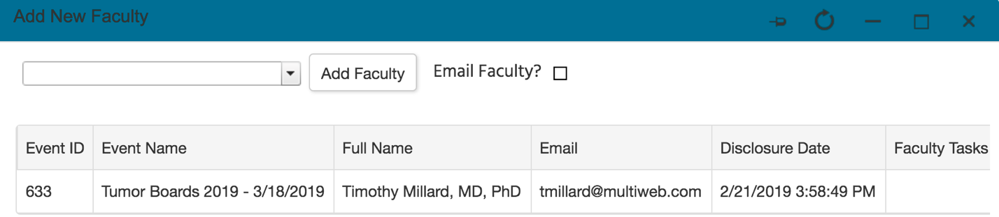 Add New Faculty
Add Faculty Email Faculty?
Event ID Event Name Full Name Email Disclosure Date Faculty Tasks
633 Tumor Boards 2019 - 3/18/2019 Timothy Millard, MD, PhD tmillard@multiweb.com 2/21/2019 3:58:49 PM